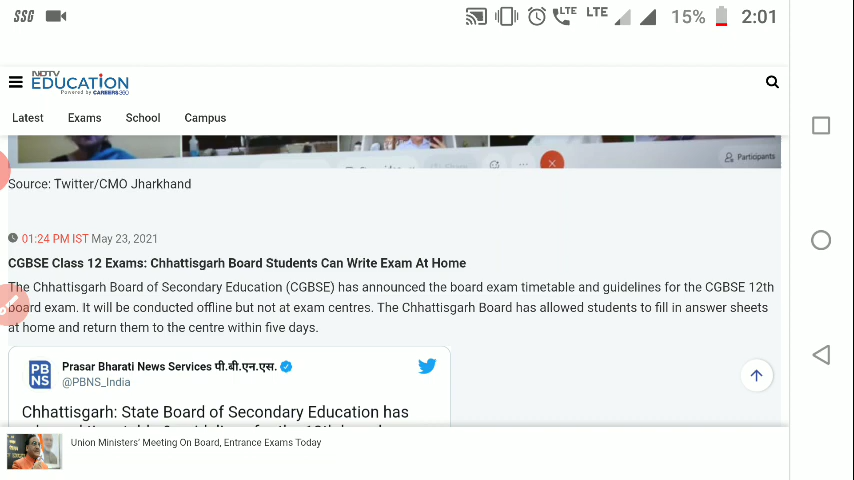 SSG LTE LTE 15% 2:01
NDTV
EDUCATION
Powered by CAREERS360
Latest Exams School Campus
Participants
Source: Twitter/CMO Jharkhand
01:24 PM IST May 23, 2021
CGBSE Class 12 Exams: Chhattisgarh Board Students Can Write Exam At Home
The Chhattisgarh Board of Secondary Education (CGBSE) has announced the board exam timetable and guidelines for the CGBSE 12th
board exam. It will be conducted offline but not at exam centres. The Chhattisgarh Board has allowed students to fill in answer sheets
at home and return them to the centre within five days.
PB
NS
Prasar Bharati News Services पी.बी.एन.एस.
@PBNS_India
Chhattisgarh: State Board of Secondary Education has
Union Ministers' Meeting On Board, Entrance Exams Today